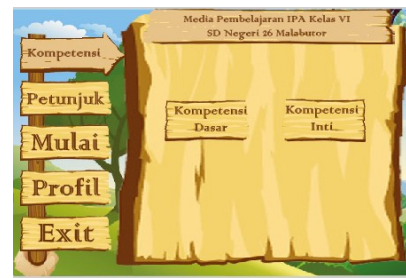 Media Pembelajaran IPA Kelas VI
SD Negeri 26 Malabutor
Kompetensi
Petunjuk
Mulai
Profil
Exit
Kompetensi
Dasar
Kompetensi
Inti